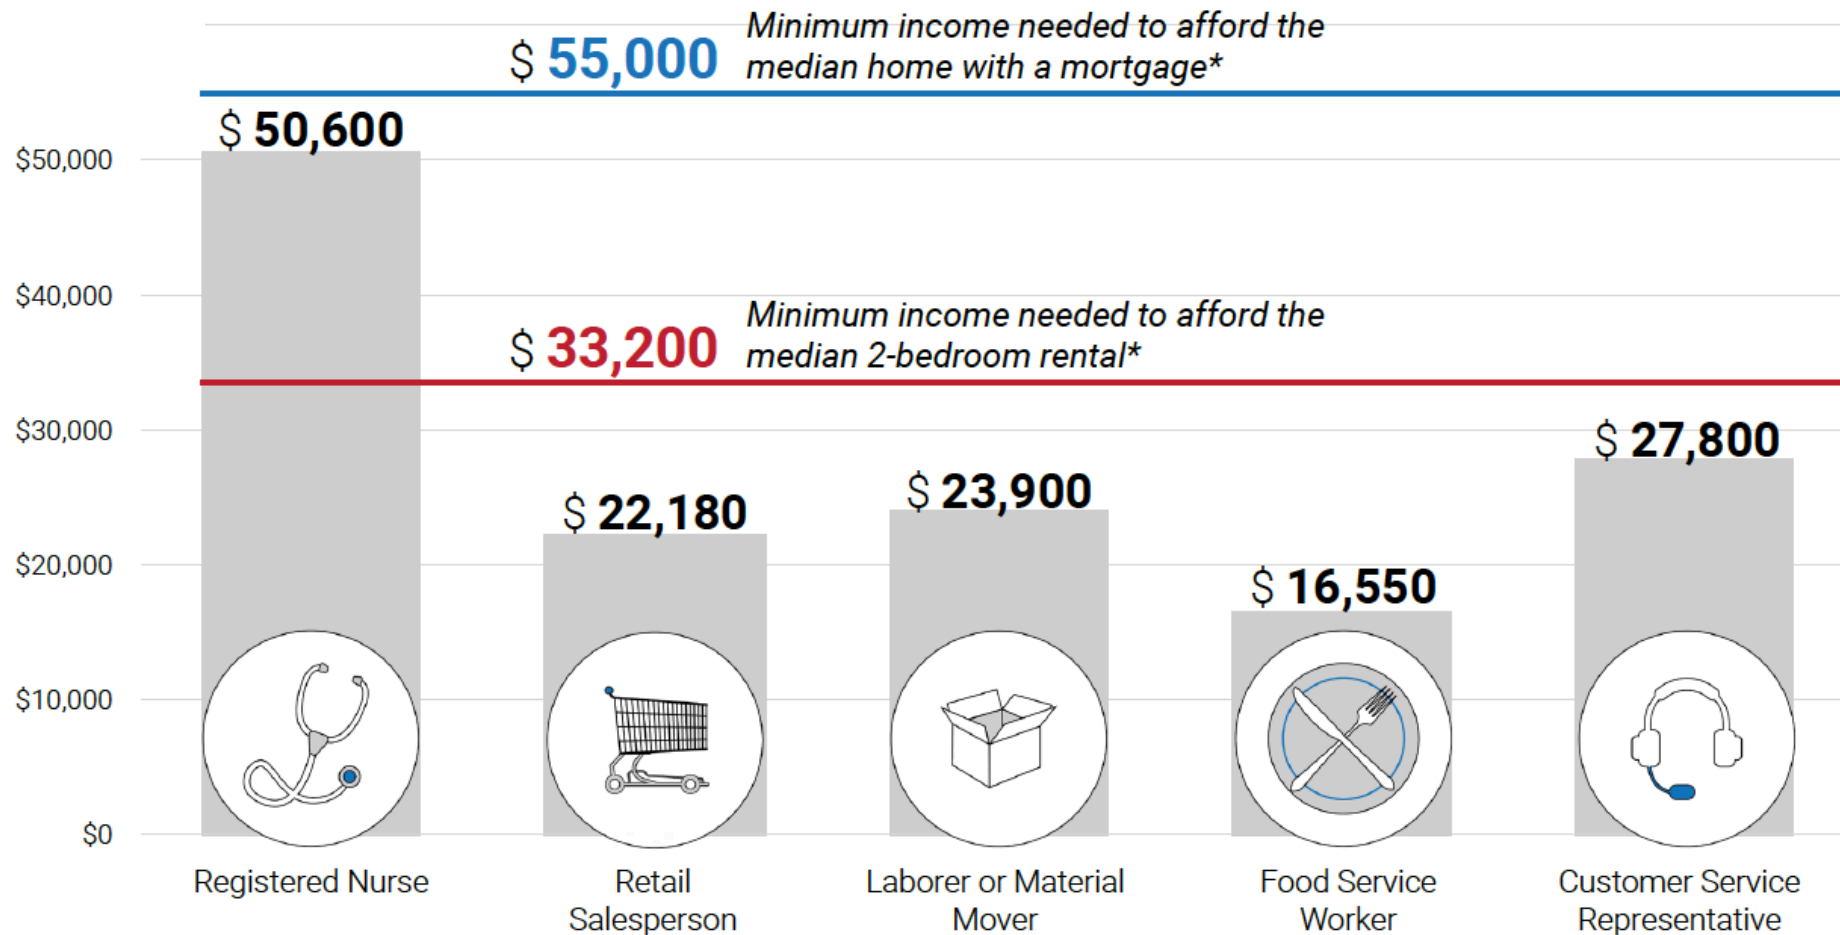 $ 55,000
Minimum income needed to afford the
median home with a mortgage*
$ 50,600
$50,000
$40,000
$ 33,200
Minimum income needed to afford the
median 2-bedroom rental*
$30,000
$ 27,800
$ 23,900
$ 22,180
$20,000
$ 16,550
$10,000
$0
Registered Nurse
Retail
Salesperson
Laborer or Material
Mover
Food Service
Worker
Customer Service
Representative